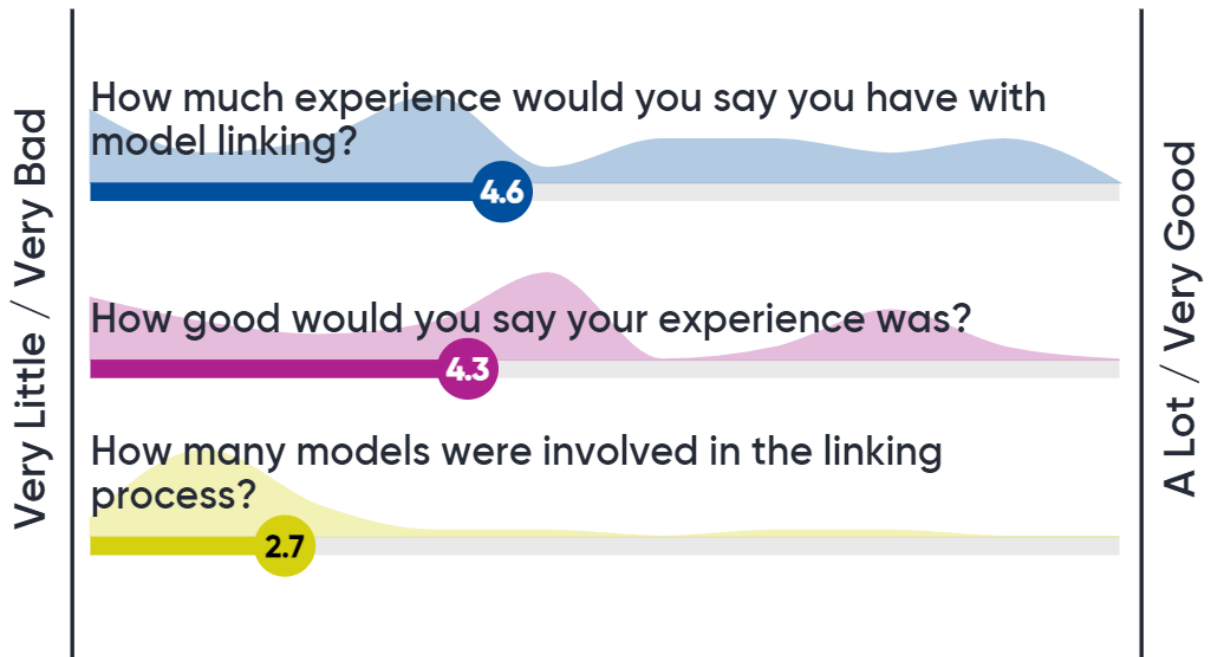 Very Little / Very Bad
How much experience would you say you have with
model linking?
4.6
How good would you say your experience was?
4.3
How many models were involved in the linking
process?
2.7
A Lot / Very Good